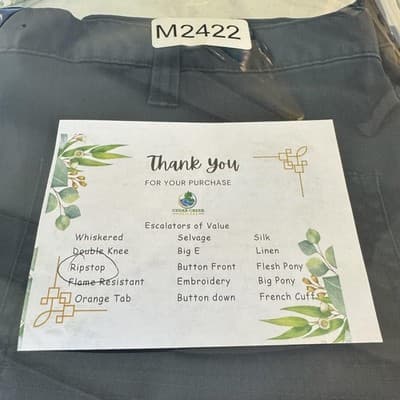 M2422
Thank You
FOR YOUR PURCHASE
CEDAR CREEK
Escalators of Value
Whiskered Selvage Silk
Double Knee Big E Linen
Ripstop Button Front Flesh Pony
Flame Resistant Embroidery Big Pony
Orange Tab Button down French Cuffs